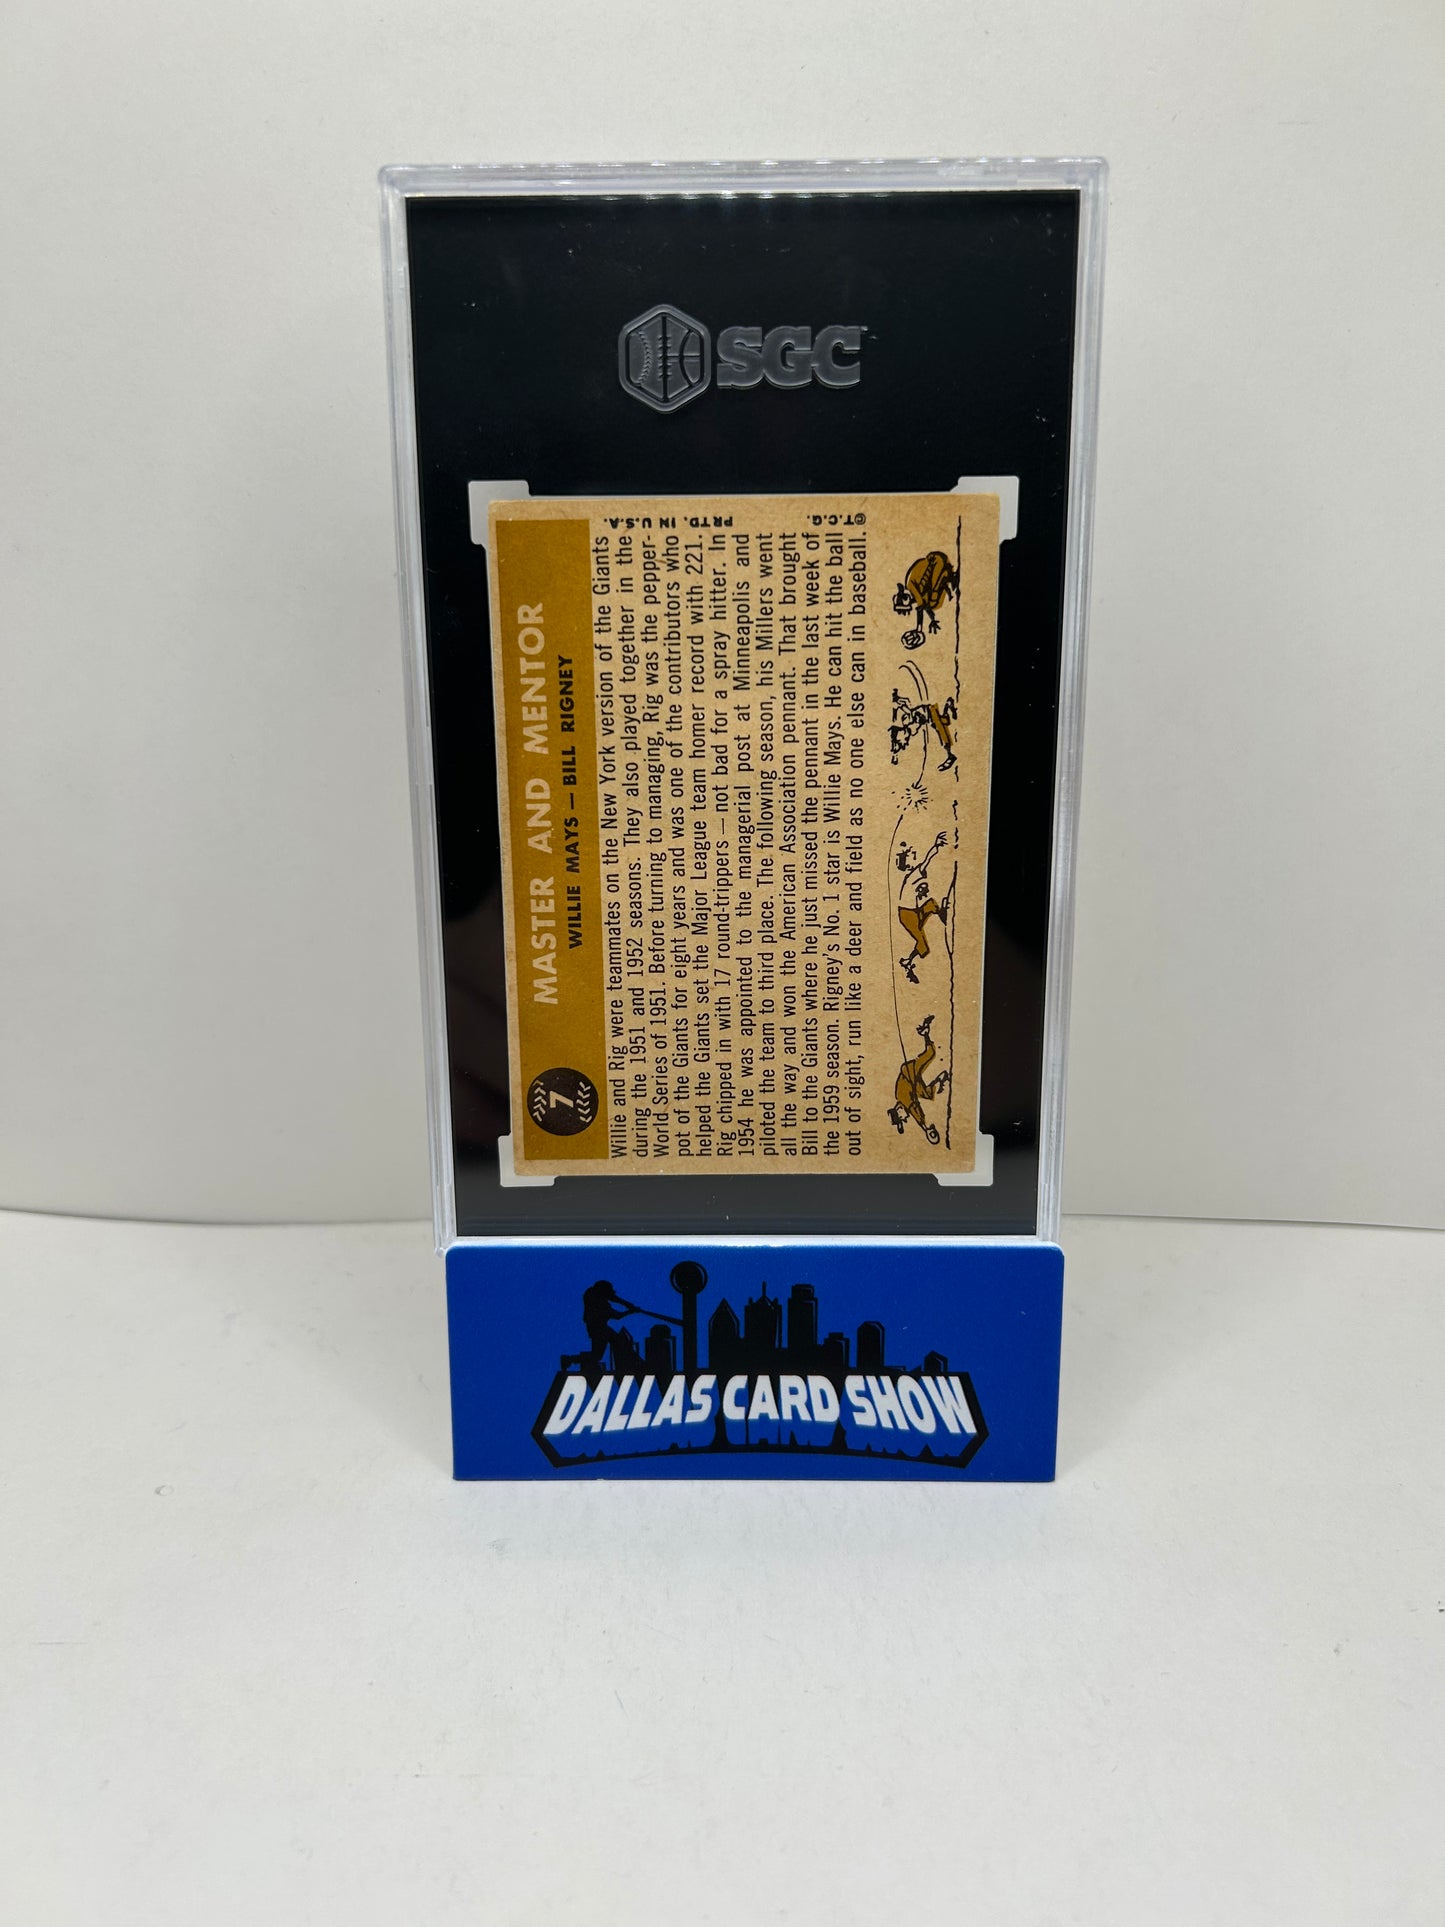 SGC
7
MASTER AND MENTOR
WILLIE MAYS — BILL RIGNEY
Willie and Rig were teammates on the New York version of the Giants
during the 1951 and 1952 seasons. They also played together in the
World Series of 1951. Before turning to managing, Rig was the pepper-
pot of the Giants for eight years and was one of the contributors who
helped the Giants set the Major League team homer record with 221.
Rig chipped in with 17 round-trippers — not bad for a spray hitter. In
1954 he was appointed to the managerial post at Minneapolis and
piloted the team to third place. The following season, his Millers went
all the way and won the American Association pennant. That brought
Bill to the Giants where he just missed the pennant in the last week of
the 1959 season. Rigney's No. 1 star is Willie Mays. He can hit the ball
out of sight, run like a deer and field as no one else can in baseball.
©T.C.G. PRTD. IN U.S.A.
DALLAS CARD SHOW